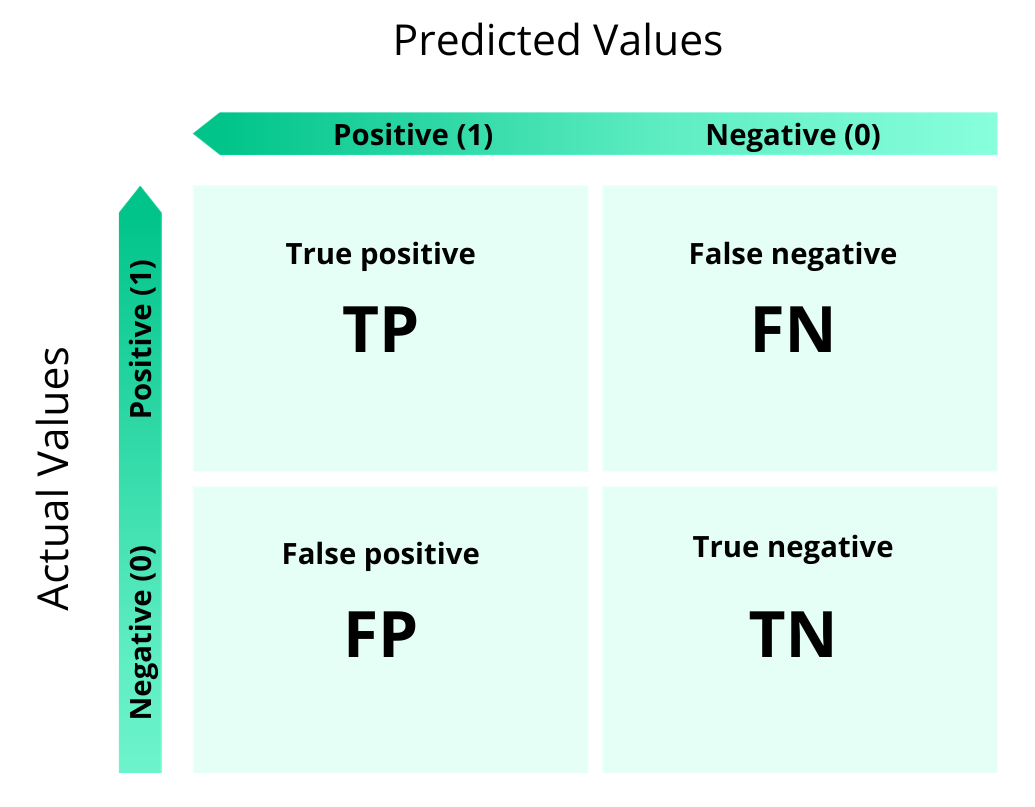 Predicted Values
Positive (1)
Negative (0)
Actual Values
Positive (1)
Negative (0)
True positive
TP
False negative
FN
False positive
FP
True negative
TN